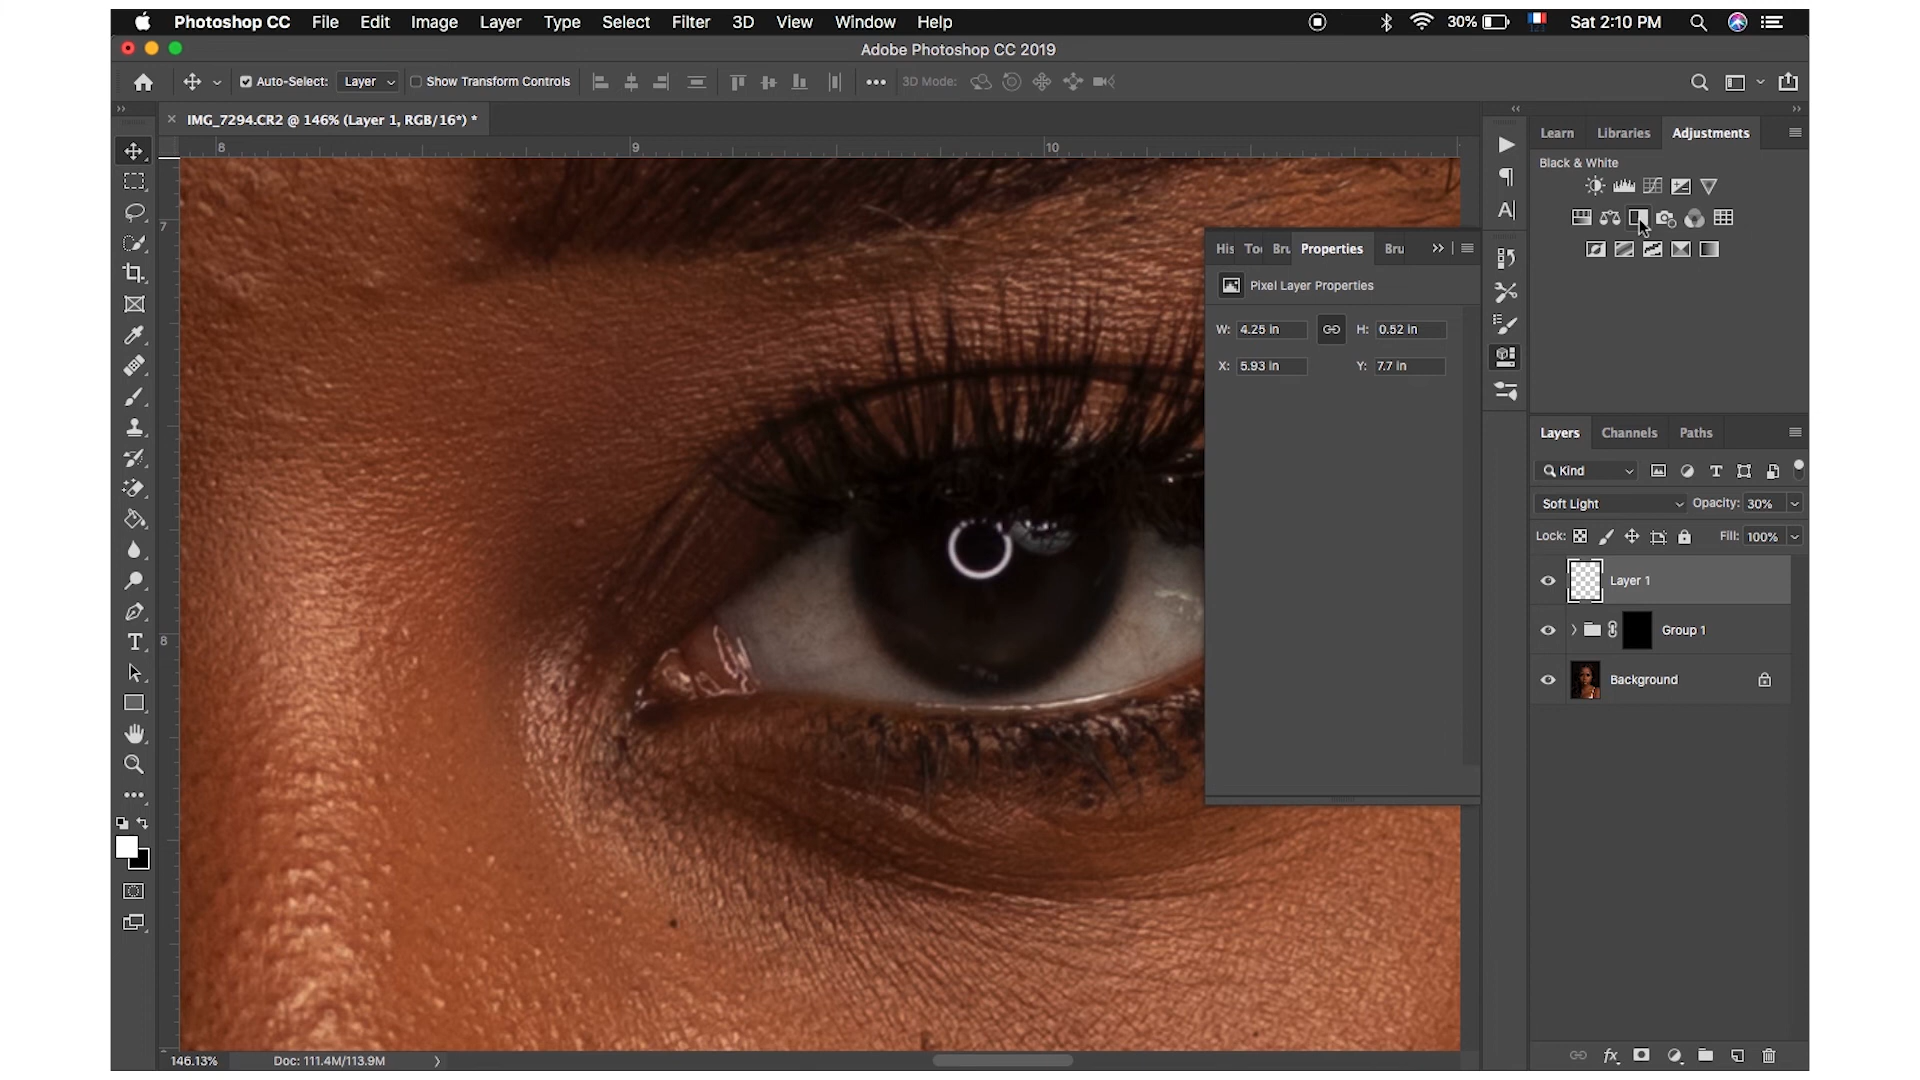 Photoshop CC File Edit Image Layer Type Select Filter 3D View Window Help 30% Sat 2:10 PM
Adobe Photoshop CC 2019
Auto-Select: Layer Show Transform Controls 3D Mode:
IMG_7294.CR2 @ 146% (Layer 1, RGB/16*) *
Learn Libraries Adjustments
8 9 10
Black & White
7
His Too Bru Properties Bru
Pixel Layer Properties
W: 4.25 in H: 0.52 in
X: 5.93 in Y: 7.7 in
Layers Channels Paths
Kind
Soft Light Opacity: 30%
Lock: Fill: 100%
Layer 1
Group 1
8
Background
146.13% Doc: 111.4M/113.9M